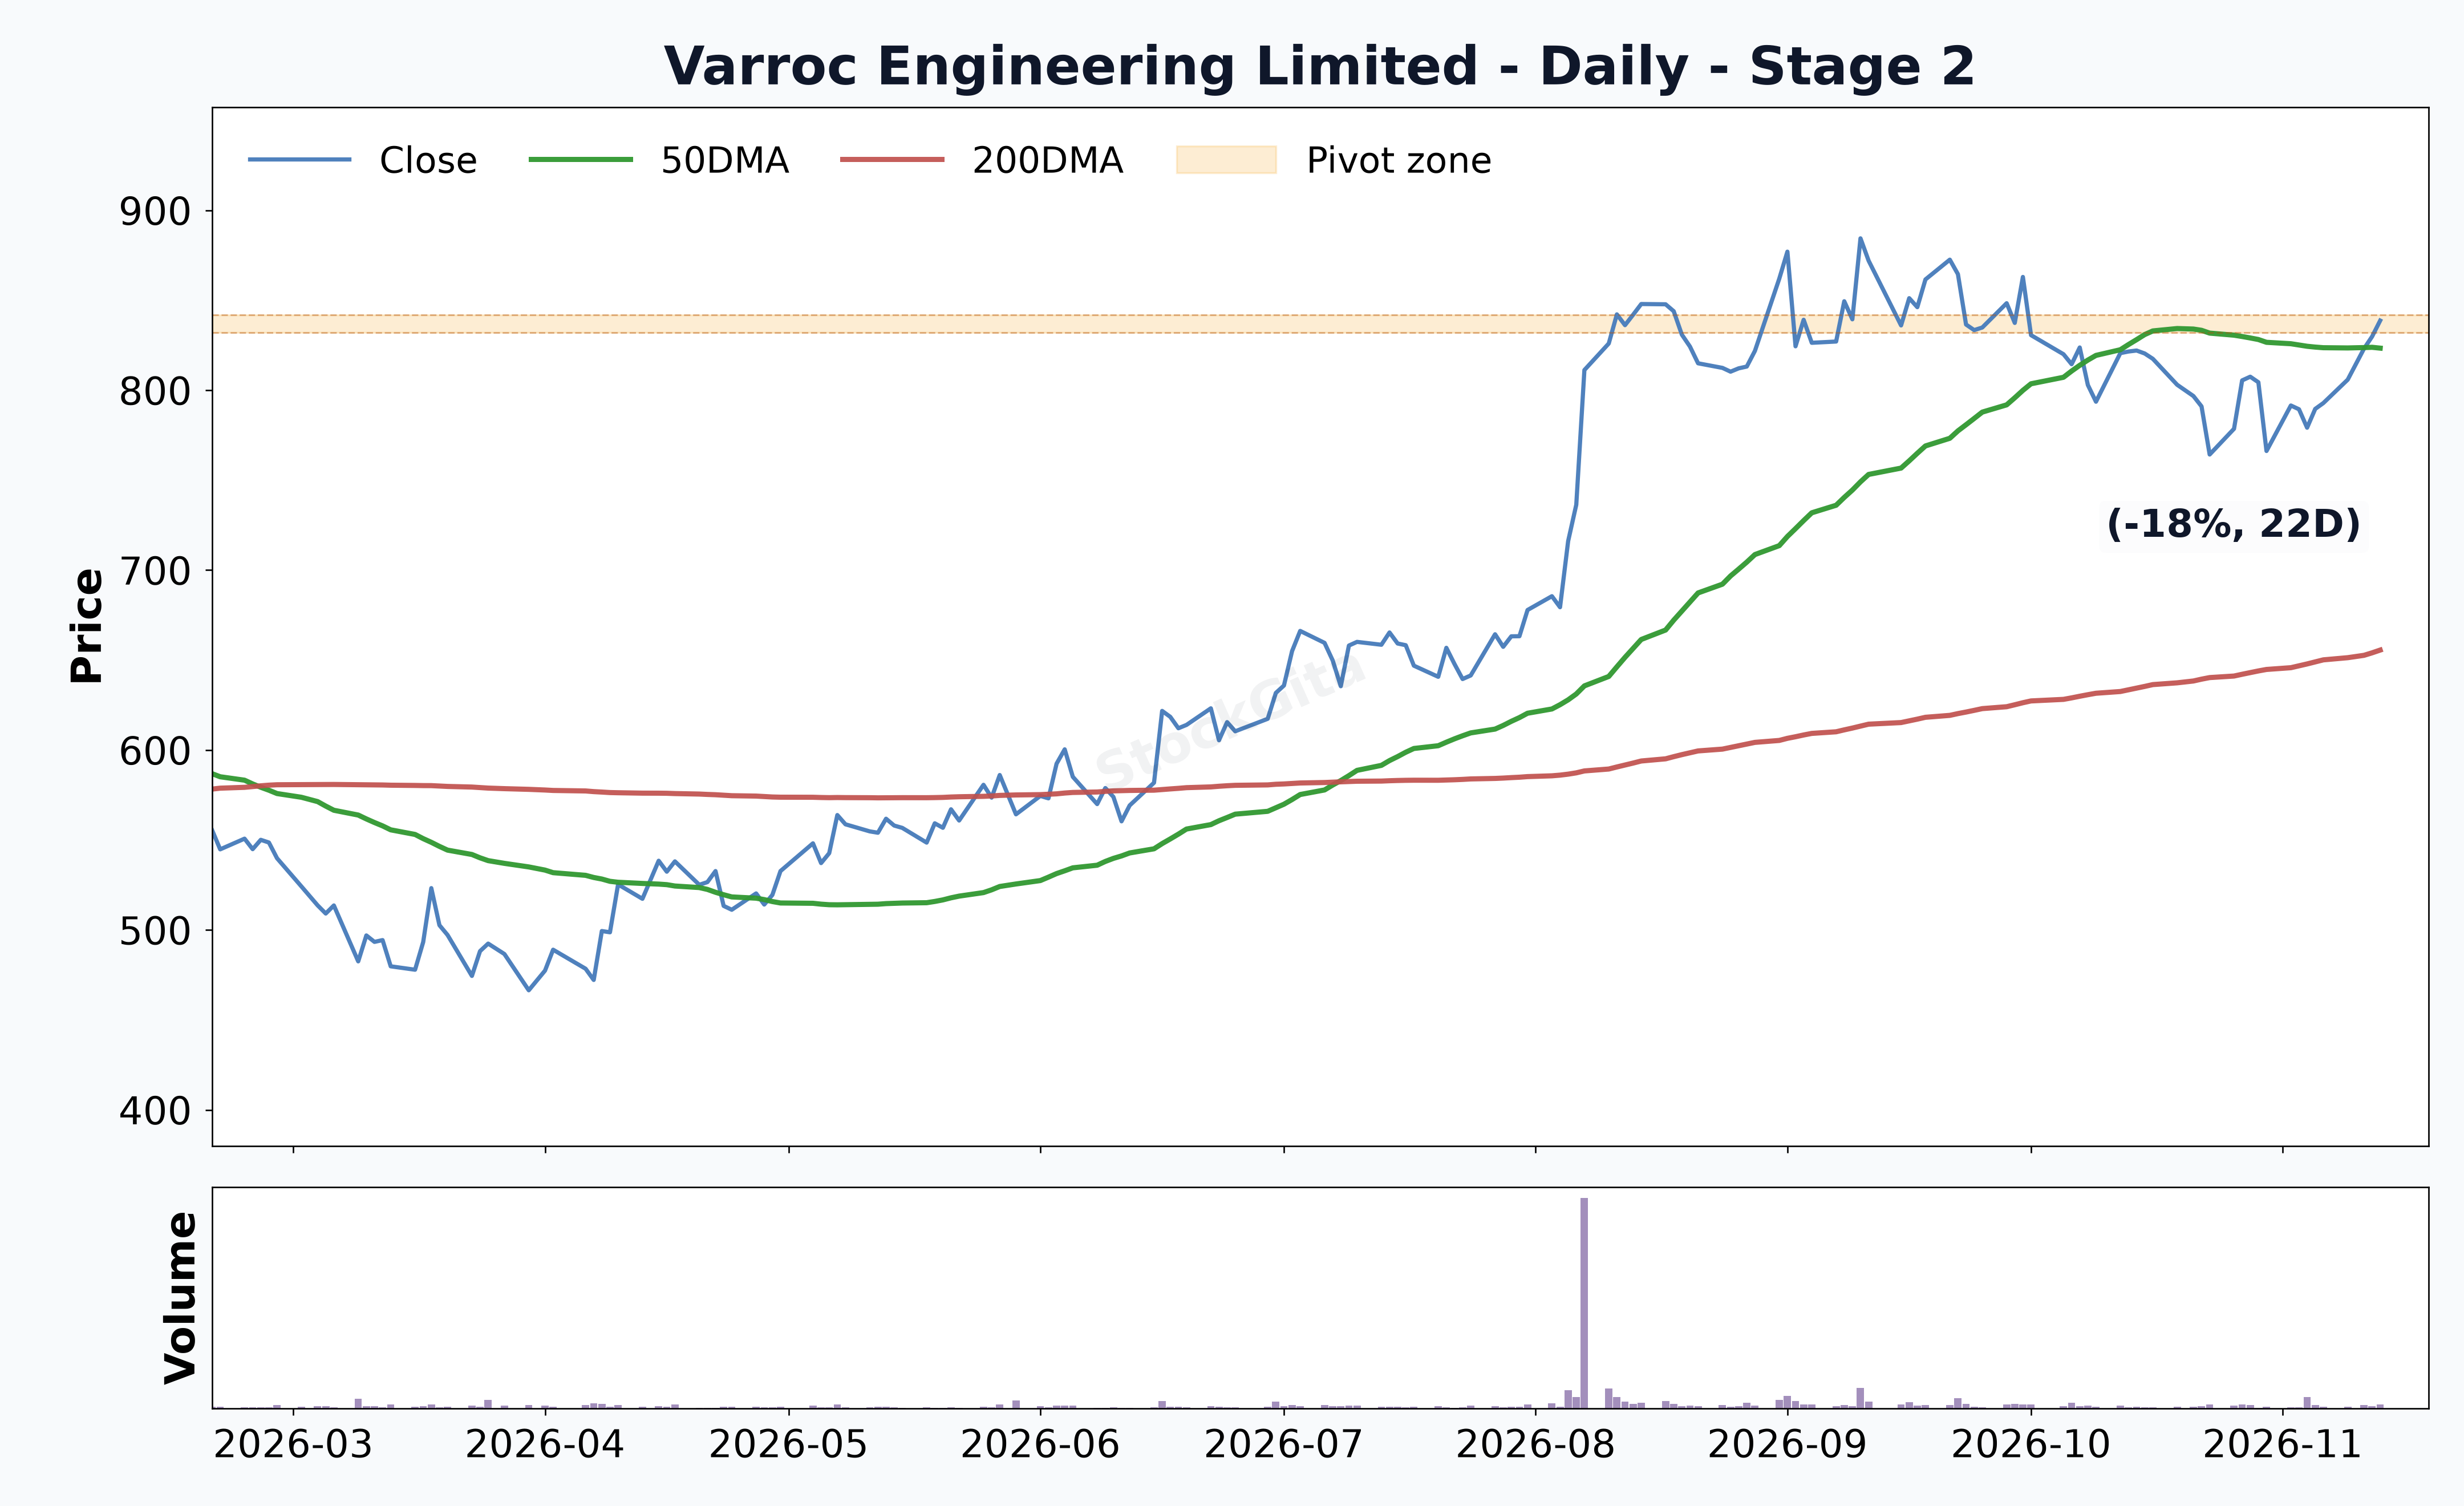 Varroc Engineering Limited - Daily - Stage 2
Close 50DMA 200DMA Pivot zone
900
800
700
600
500
400
Price
(-18%, 22D)
StockGita
Volume
2026-03 2026-04 2026-05 2026-06 2026-07 2026-08 2026-09 2026-10 2026-11